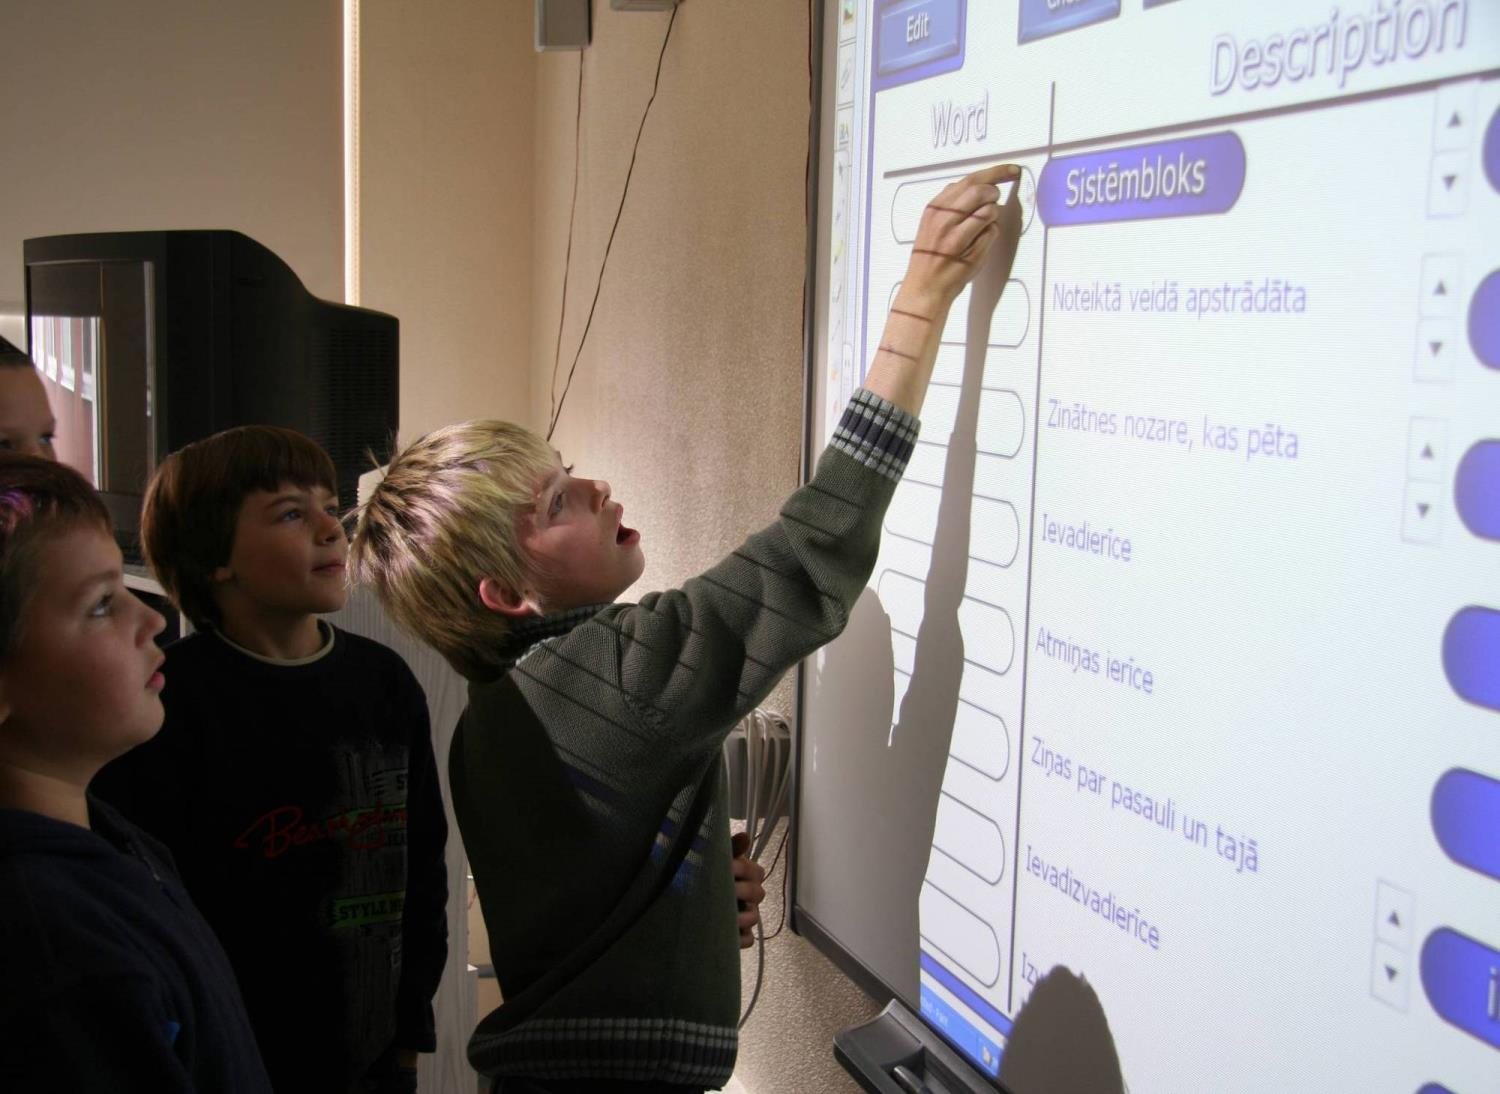 Edit
Word
Description
Sistēmbloks
Noteiktā veidā apstrādāta
Zinātnes nozare, kas pēta
Ievadierīce
Atmiņas ierīce
Ziņas par pasauli un tajā
Ievadizvadierīce
STYLE